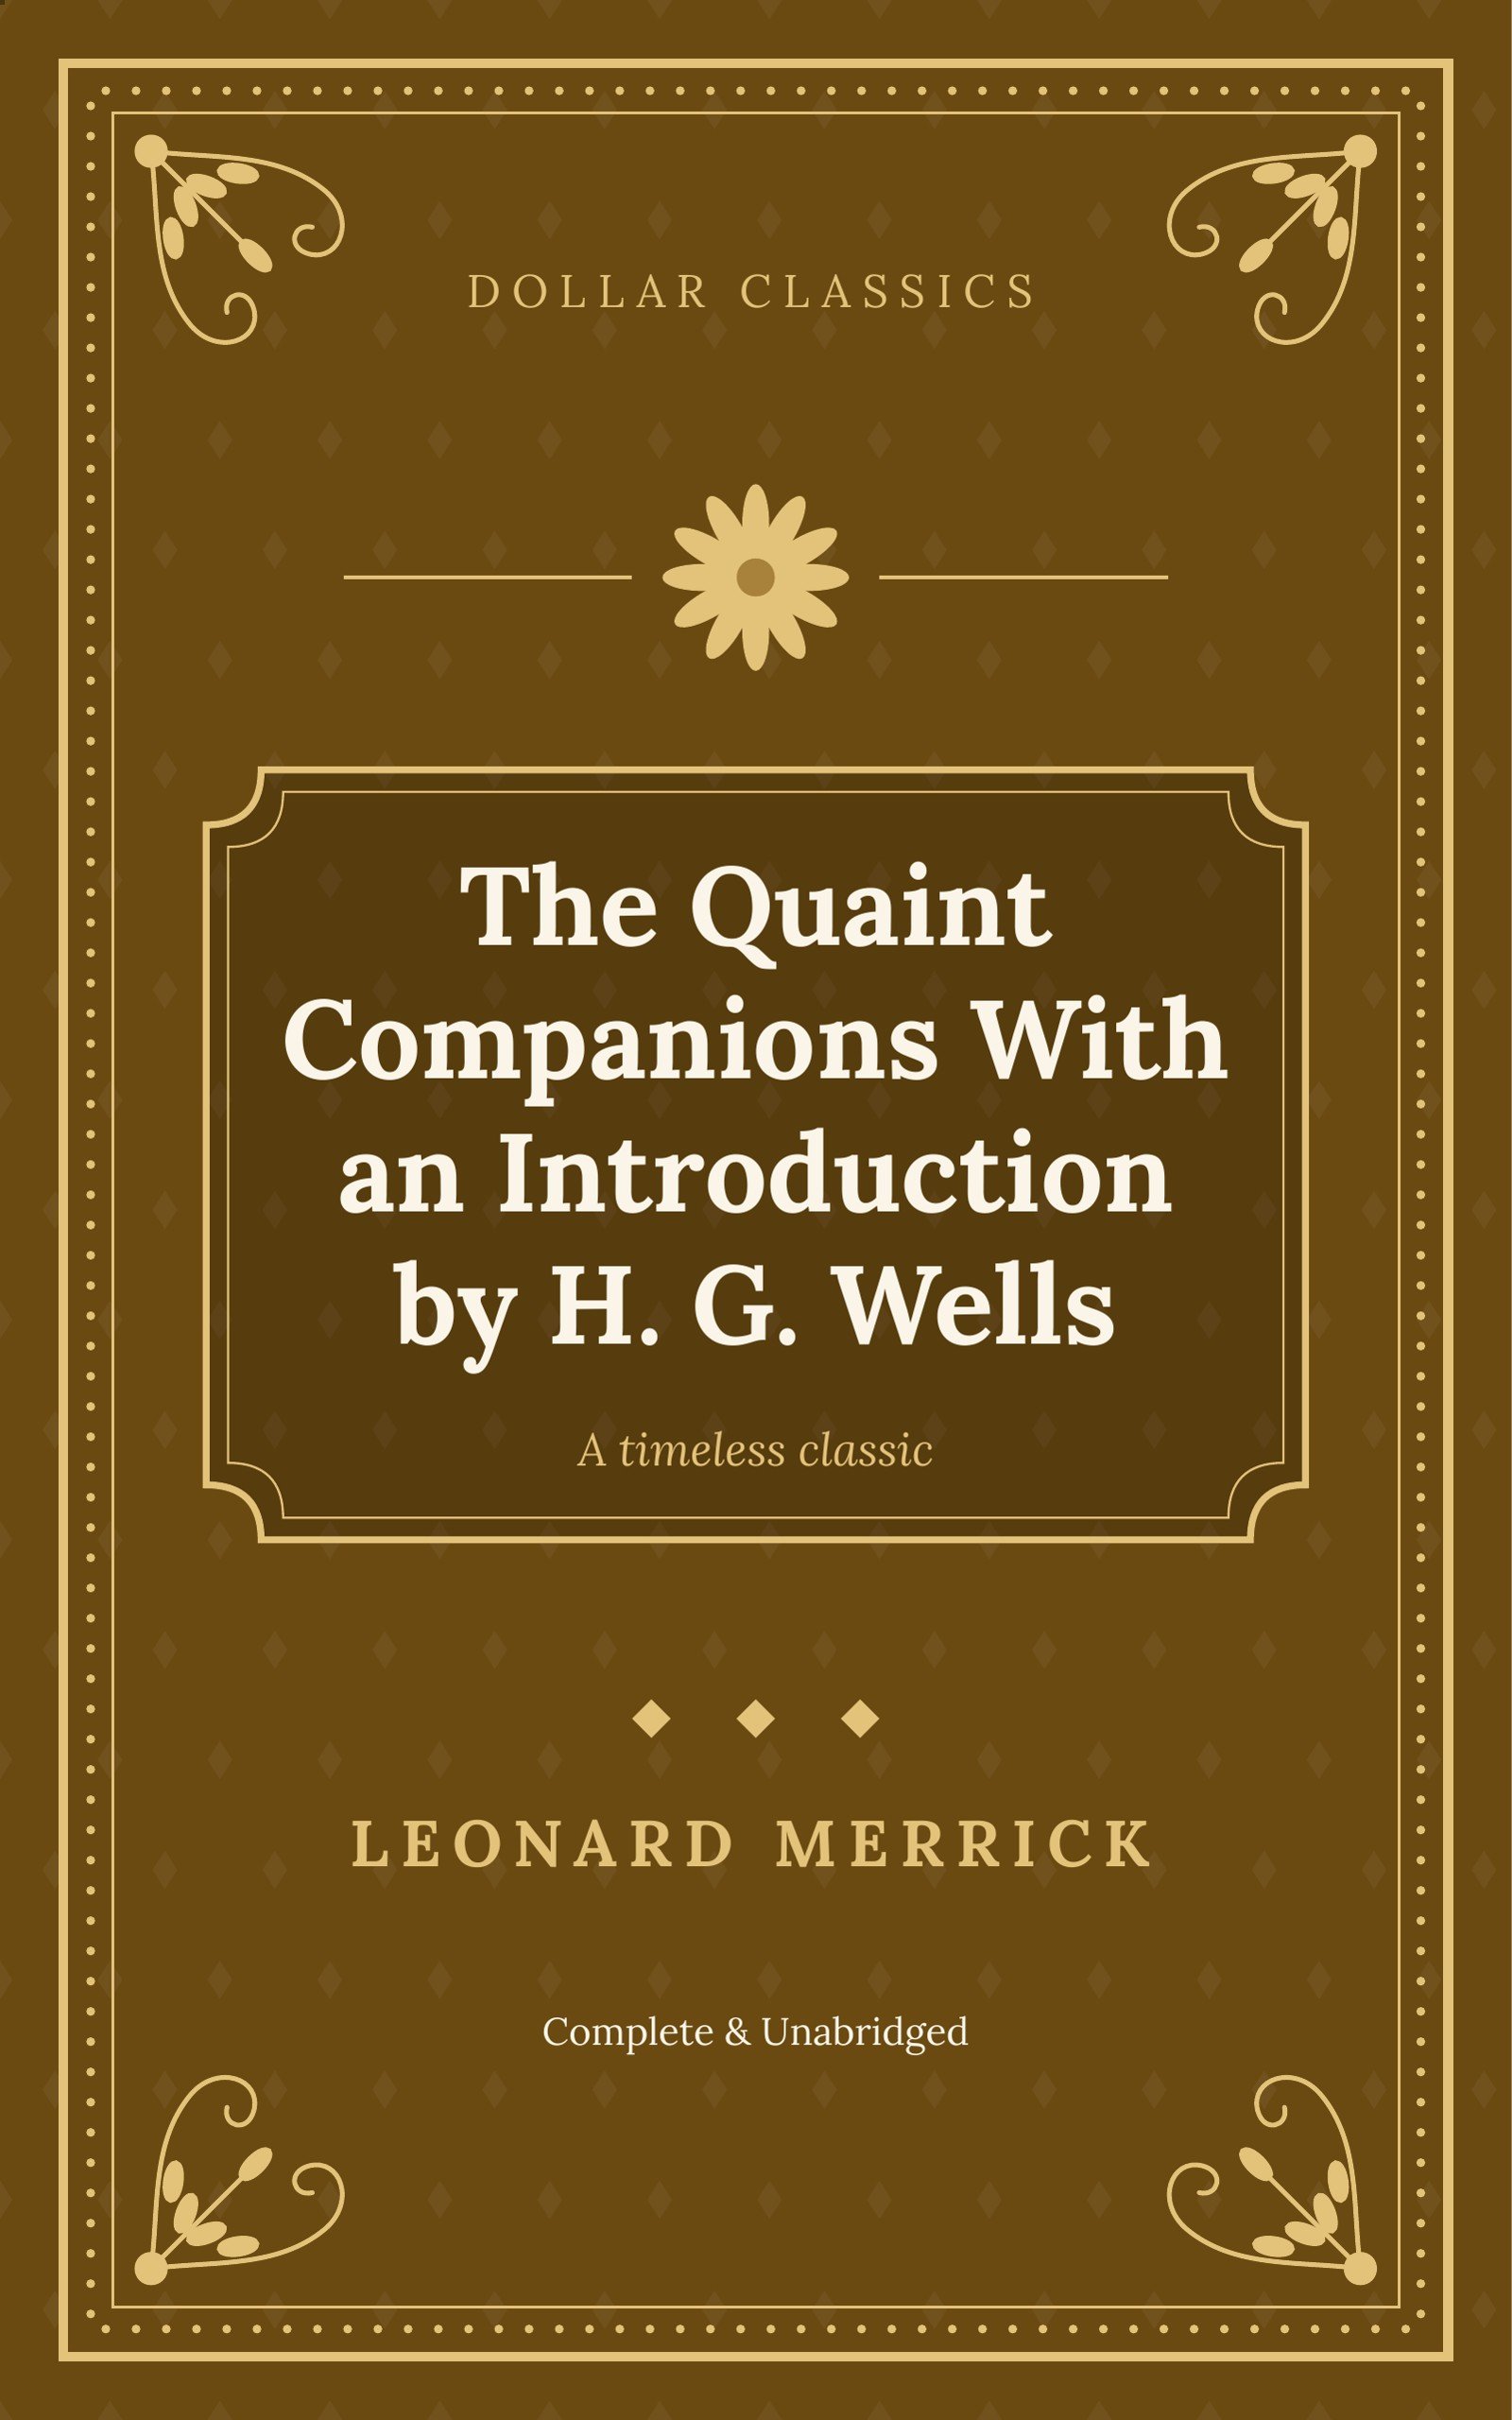 DOLLAR CLASSICS
The Quaint
Companions With
an Introduction
by H. G. Wells
A timeless classic
LEONARD MERRICK
Complete & Unabridged